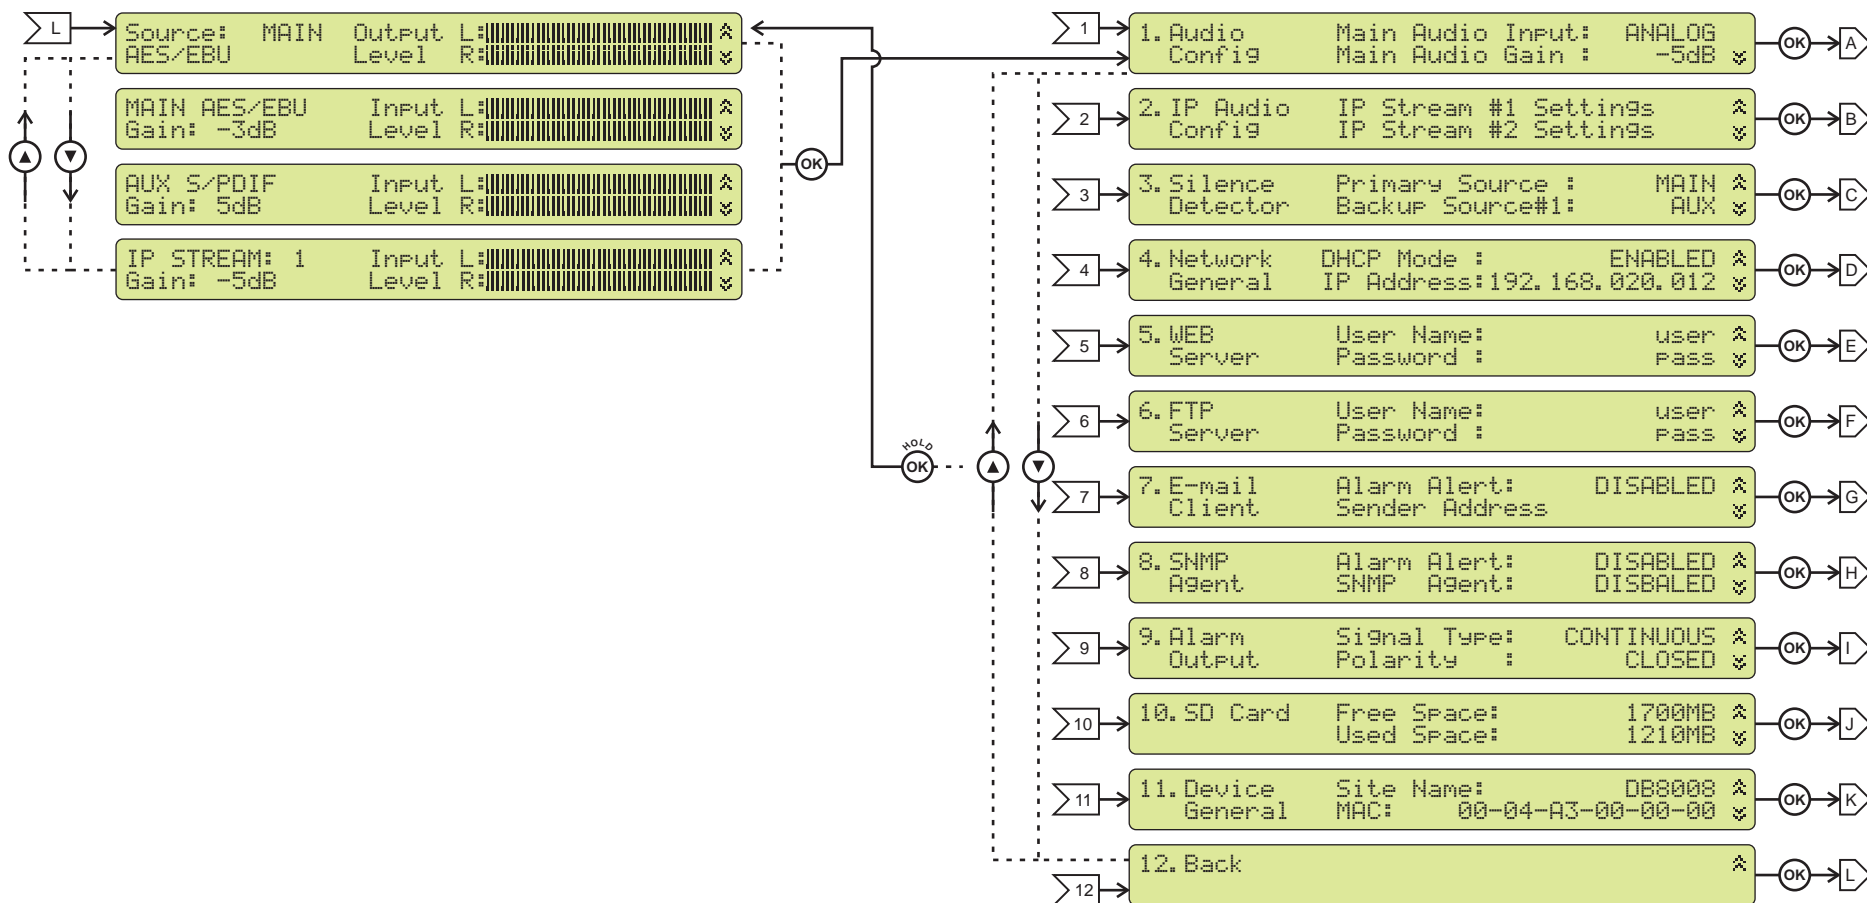 L
Source: MAIN Output L:
AES/EBU Level R:
MAIN AES/EBU Input L:
Gain: -3dB Level R:
AUX S/PDIF Input L:
Gain: 5dB Level R:
IP STREAM: 1 Input L:
Gain: -5dB Level R:
OK
HOLD
OK
1
1.Audio Main Audio Input: ANALOG
Config Main Audio Gain : -5dB
OK
A
2
2.IP Audio IP Stream #1 Settings
Config IP Stream #2 Settings
OK
B
3
3.Silence Primary Source : MAIN
Detector Backup Source#1: AUX
OK
C
4
4.Network DHCP Mode : ENABLED
General IP Address:192.168.020.012
OK
D
5
5.WEB User Name: user
Server Password : pass
OK
E
6
6.FTP User Name: user
Server Password : pass
OK
F
7
7.E-mail Alarm Alert: DISABLED
Client Sender Address
OK
G
8
8.SNMP Alarm Alert: DISABLED
Agent SNMP Agent: DISBALED
OK
H
9
9.Alarm Signal Type: CONTINUOUS
Output Polarity : CLOSED
OK
I
10
10.SD Card Free Space: 1700MB
Used Space: 1210MB
OK
J
11
11.Device Site Name: DB8008
General MAC: 00-04-A3-00-00-00
OK
K
12
12.Back
OK
L